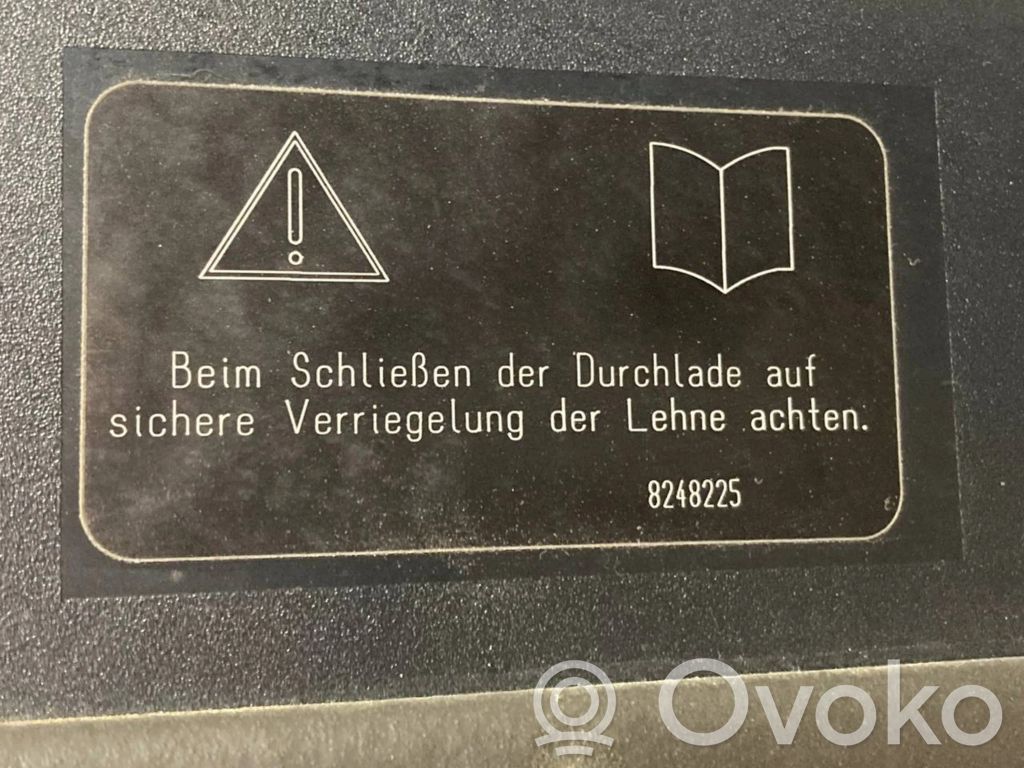 Beim Schließen der Durchlade auf
sichere Verriegelung der Lehne achten.
8248225
Ovoko